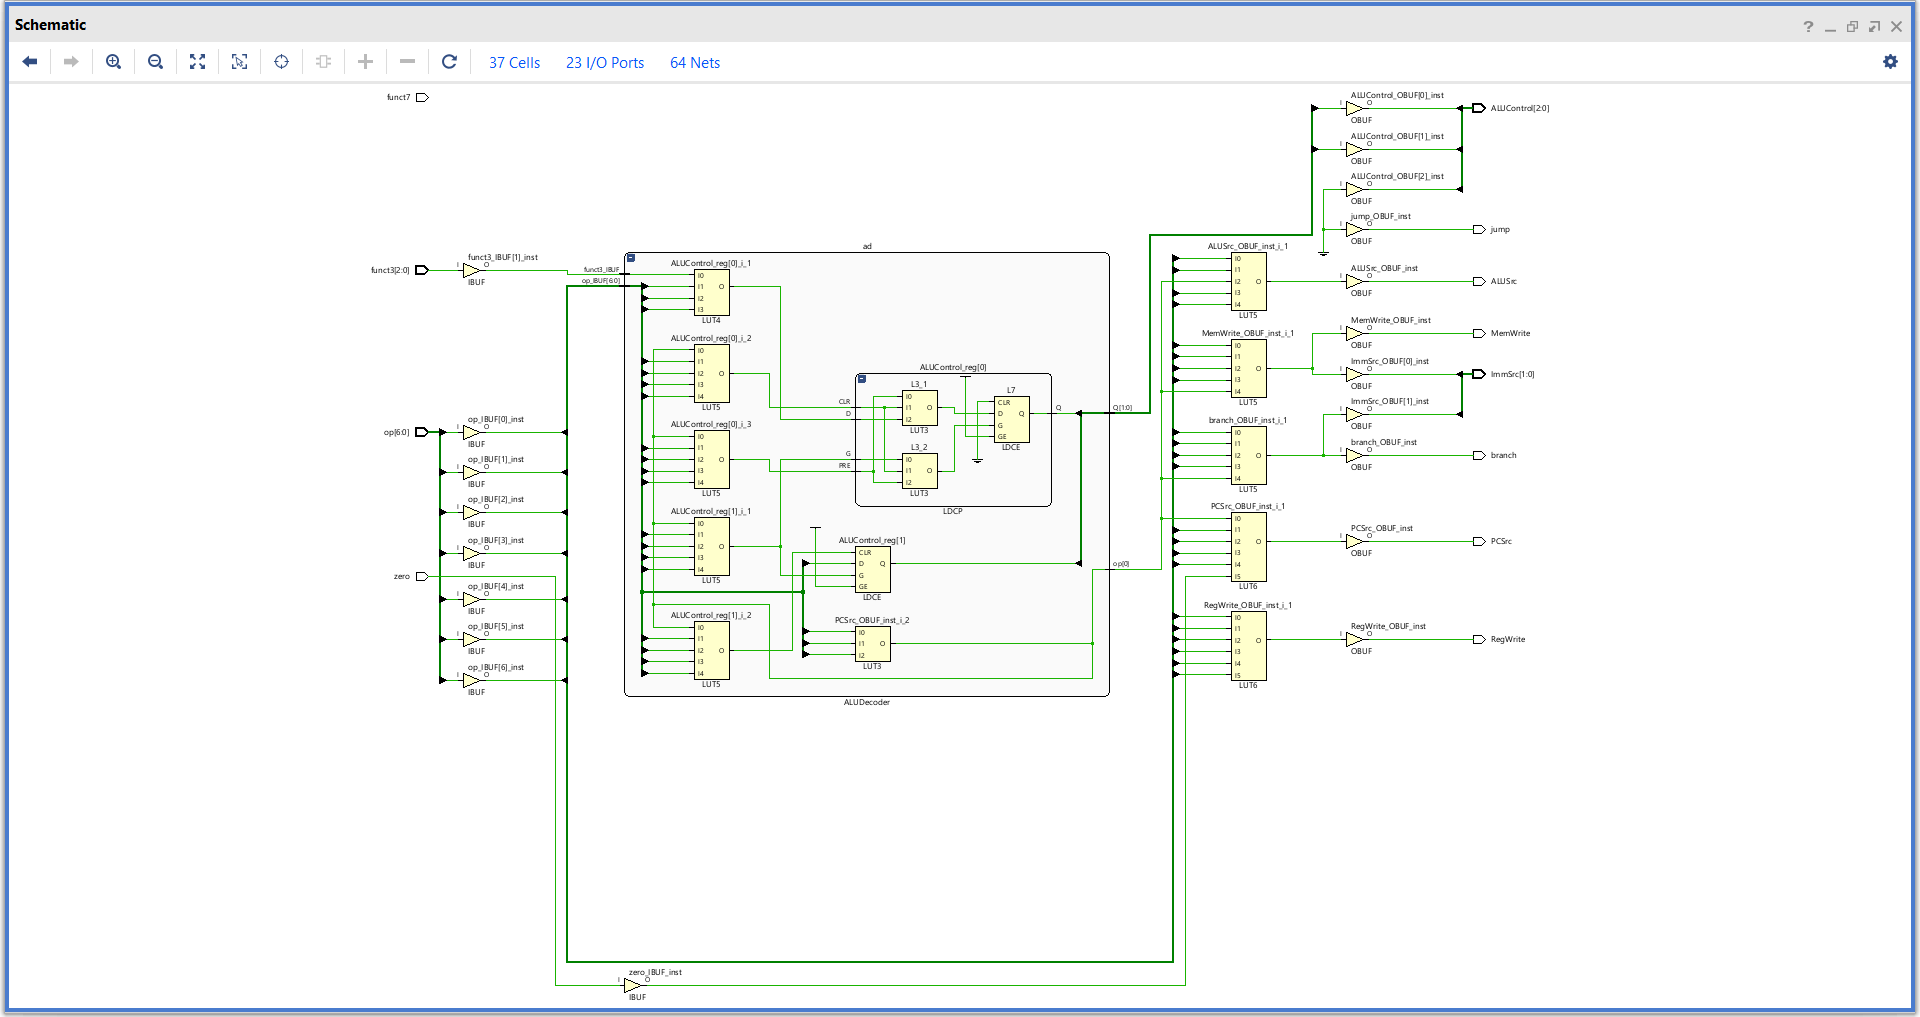 Schematic
37 Cells 23 I/O Ports 64 Nets
funct7
funct3[2:0]
funct3_IBUF[1]_inst
I O
IBUF
op[6:0]
op_IBUF[0]_inst
I O
IBUF
op_IBUF[1]_inst
I O
IBUF
op_IBUF[2]_inst
I O
IBUF
op_IBUF[3]_inst
I O
IBUF
zero
op_IBUF[4]_inst
I O
IBUF
op_IBUF[5]_inst
I O
IBUF
op_IBUF[6]_inst
I O
IBUF
zero_IBUF_inst
I O
IBUF
ad
funct3_IBUF
op_IBUF[6:0]
ALUControl_reg[0]_i_1
I0
I1 O
I2
I3
LUT4
ALUControl_reg[0]_i_2
I0
I1
I2 O
I3
I4
LUT5
ALUControl_reg[0]_i_3
I0
I1
I2 O
I3
I4
LUT5
ALUControl_reg[1]_i_1
I0
I1
I2 O
I3
I4
LUT5
ALUControl_reg[1]_i_2
I0
I1
I2 O
I3
I4
LUT5
ALUControl_reg[0]
CLR
D
G
PRE
L3_1
I0
I1 O
I2
LUT3
L3_2
I0
I1 O
I2
LUT3
L7
CLR
D Q
G
GE
LDCE
Q
LDCP
ALUControl_reg[1]
CLR
D Q
G
GE
LDCE
PCSrc_OBUF_inst_i_2
I0
I1 O
I2
LUT3
Q[1:0]
op[0]
ALUDecoder
ALUSrc_OBUF_inst_i_1
I0
I1
I2 O
I3
I4
LUT5
MemWrite_OBUF_inst_i_1
I0
I1
I2 O
I3
I4
LUT5
branch_OBUF_inst_i_1
I0
I1
I2 O
I3
I4
LUT5
PCSrc_OBUF_inst_i_1
I0
I1
I2 O
I3
I4
I5
LUT6
RegWrite_OBUF_inst_i_1
I0
I1
I2 O
I3
I4
I5
LUT6
ALUControl_OBUF[0]_inst
I O
OBUF
ALUControl[2:0]
ALUControl_OBUF[1]_inst
I O
OBUF
ALUControl_OBUF[2]_inst
I O
OBUF
jump_OBUF_inst
I O
OBUF
jump
ALUSrc_OBUF_inst
I O
OBUF
ALUSrc
MemWrite_OBUF_inst
I O
OBUF
MemWrite
ImmSrc_OBUF[0]_inst
I O
OBUF
ImmSrc[1:0]
ImmSrc_OBUF[1]_inst
I O
OBUF
branch_OBUF_inst
I O
OBUF
branch
PCSrc_OBUF_inst
I O
OBUF
PCSrc
RegWrite_OBUF_inst
I O
OBUF
RegWrite